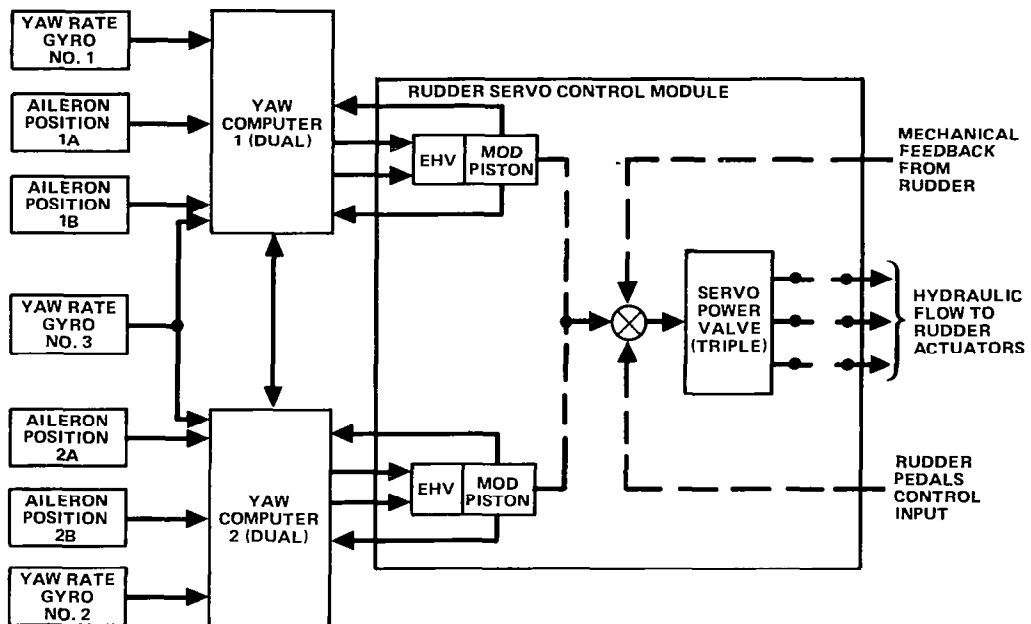 YAW RATE
GYRO
NO. 1
AILERON
POSITION
1A
AILERON
POSITION
1B
YAW RATE
GYRO
NO. 3
AILERON
POSITION
2A
AILERON
POSITION
2B
YAW RATE
GYRO
NO. 2
YAW
COMPUTER
1 (DUAL)
YAW
COMPUTER
2 (DUAL)
RUDDER SERVO CONTROL MODULE
EHV
MOD
PISTON
EHV
MOD
PISTON
SERVO
POWER
VALVE
(TRIPLE)
MECHANICAL
FEEDBACK
FROM
RUDDER
HYDRAULIC
FLOW TO
RUDDER
ACTUATORS
RUDDER
PEDALS
CONTROL
INPUT